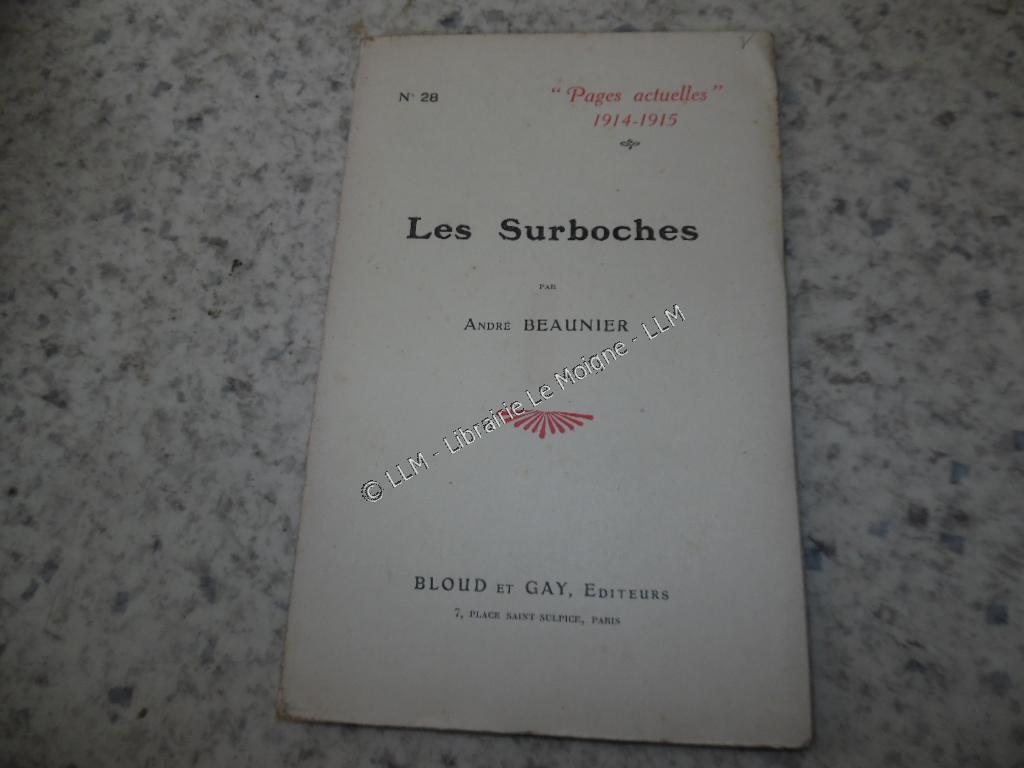 N° 28
" Pages actuelles "
1914-1915
Les Surboches
PAR
ANDRÉ BEAUNIER
© LLM - Librairie Le Moigne - LLM
BLOUD ET GAY, EDITEURS
7, PLACE SAINT-SULPICE, PARIS